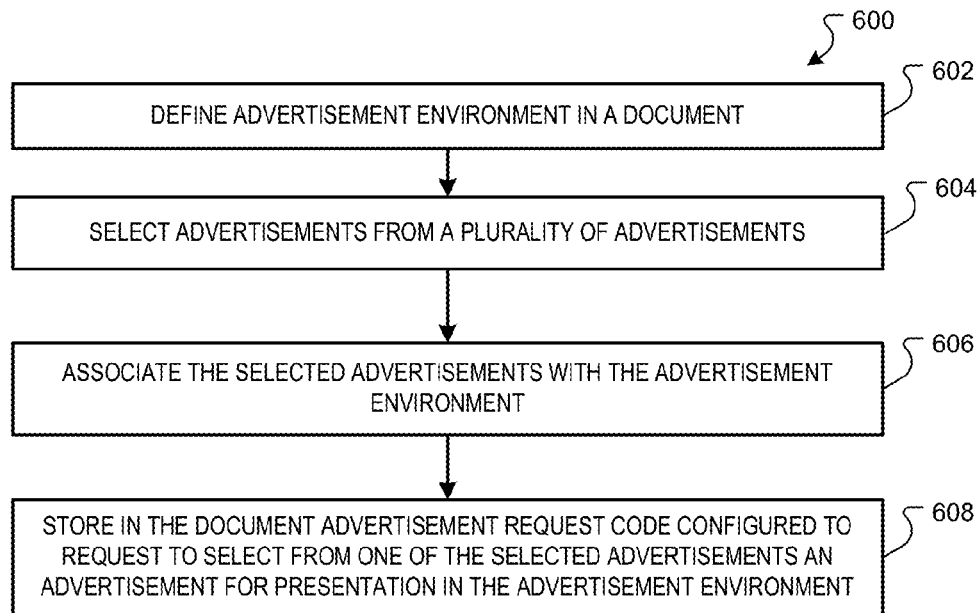 600
602
DEFINE ADVERTISEMENT ENVIRONMENT IN A DOCUMENT
604
SELECT ADVERTISEMENTS FROM A PLURALITY OF ADVERTISEMENTS
606
ASSOCIATE THE SELECTED ADVERTISEMENTS WITH THE ADVERTISEMENT
ENVIRONMENT
608
STORE IN THE DOCUMENT ADVERTISEMENT REQUEST CODE CONFIGURED TO
REQUEST TO SELECT FROM ONE OF THE SELECTED ADVERTISEMENTS AN
ADVERTISEMENT FOR PRESENTATION IN THE ADVERTISEMENT ENVIRONMENT